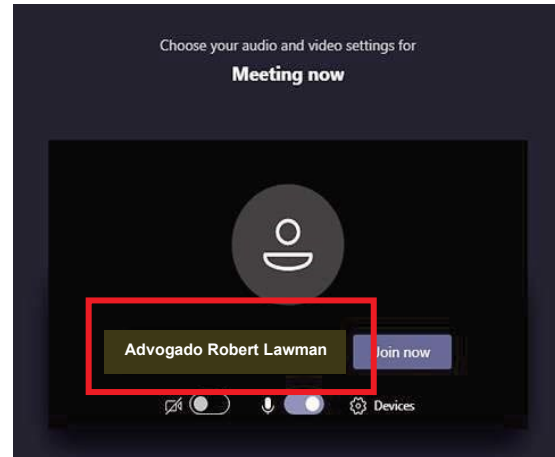 Choose your audio and video settings for
Meeting now
Advogado Robert Lawman
Join now
Devices